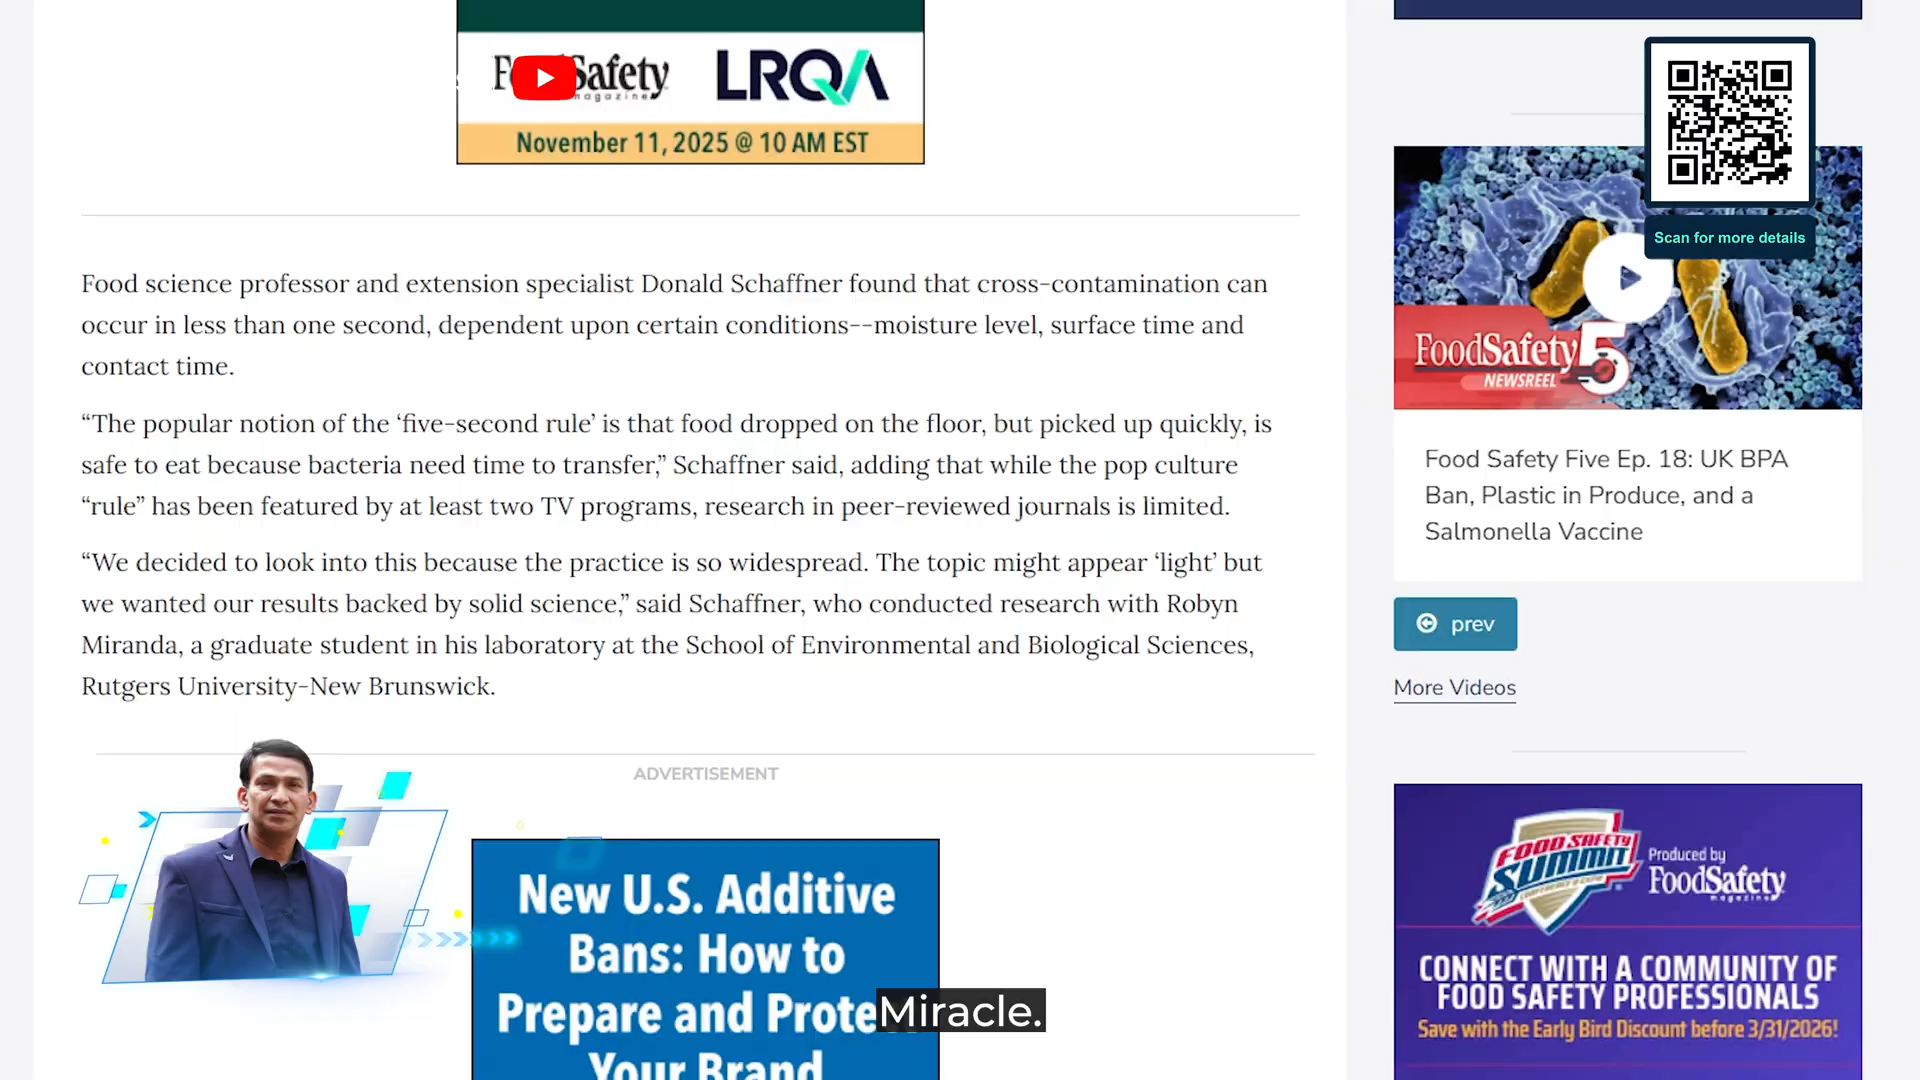 FoodSafety
magazine
LRQA
November 11, 2025 @ 10 AM EST
Food science professor and extension specialist Donald Schaffner found that cross-contamination can
occur in less than one second, dependent upon certain conditions--moisture level, surface time and
contact time.
“The popular notion of the ‘five-second rule’ is that food dropped on the floor, but picked up quickly, is
safe to eat because bacteria need time to transfer,” Schaffner said, adding that while the pop culture
“rule” has been featured by at least two TV programs, research in peer-reviewed journals is limited.
“We decided to look into this because the practice is so widespread. The topic might appear ‘light’ but
we wanted our results backed by solid science,” said Schaffner, who conducted research with Robyn
Miranda, a graduate student in his laboratory at the School of Environmental and Biological Sciences,
Rutgers University-New Brunswick.
ADVERTISEMENT
New U.S. Additive
Bans: How to
Prepare and Prote
Your Brand
Miracle.
Scan for more details
FoodSafety 5
NEWSREEL
Food Safety Five Ep. 18: UK BPA
Ban, Plastic in Produce, and a
Salmonella Vaccine
prev
More Videos
FOOD SAFETY
SUMMIT
CONFERENCE & EXPO
Produced by
FoodSafety
magazine
CONNECT WITH A COMMUNITY OF
FOOD SAFETY PROFESSIONALS
Save with the Early Bird Discount before 3/31/2026!